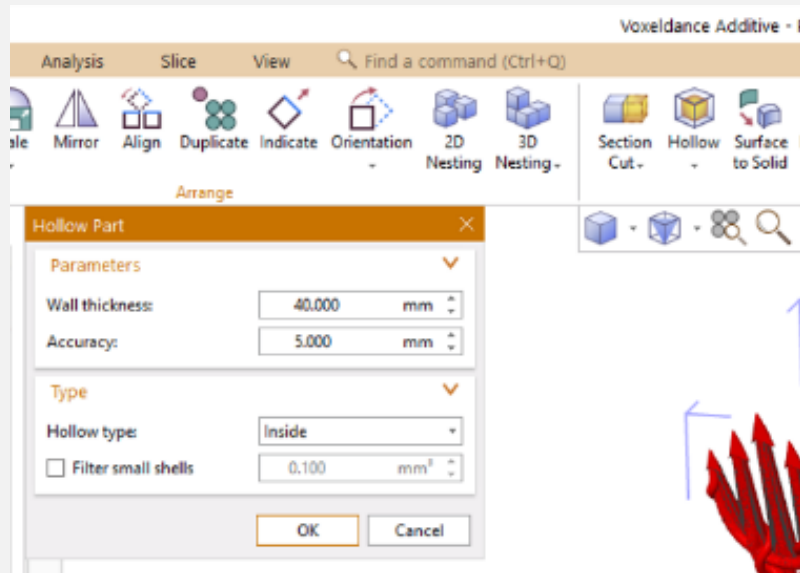 Voxeldance Additive -
Analysis Slice View Find a command (Ctrl+Q)
Mirror Align Duplicate Indicate Orientation 2D Nesting 3D Nesting Section Cut Hollow Surface to Solid
Arrange
Hollow Part
Parameters
Wall thickness: 40.000 mm
Accuracy: 5.000 mm
Type
Hollow type: Inside
Filter small shells 0.100 mm³
OK Cancel